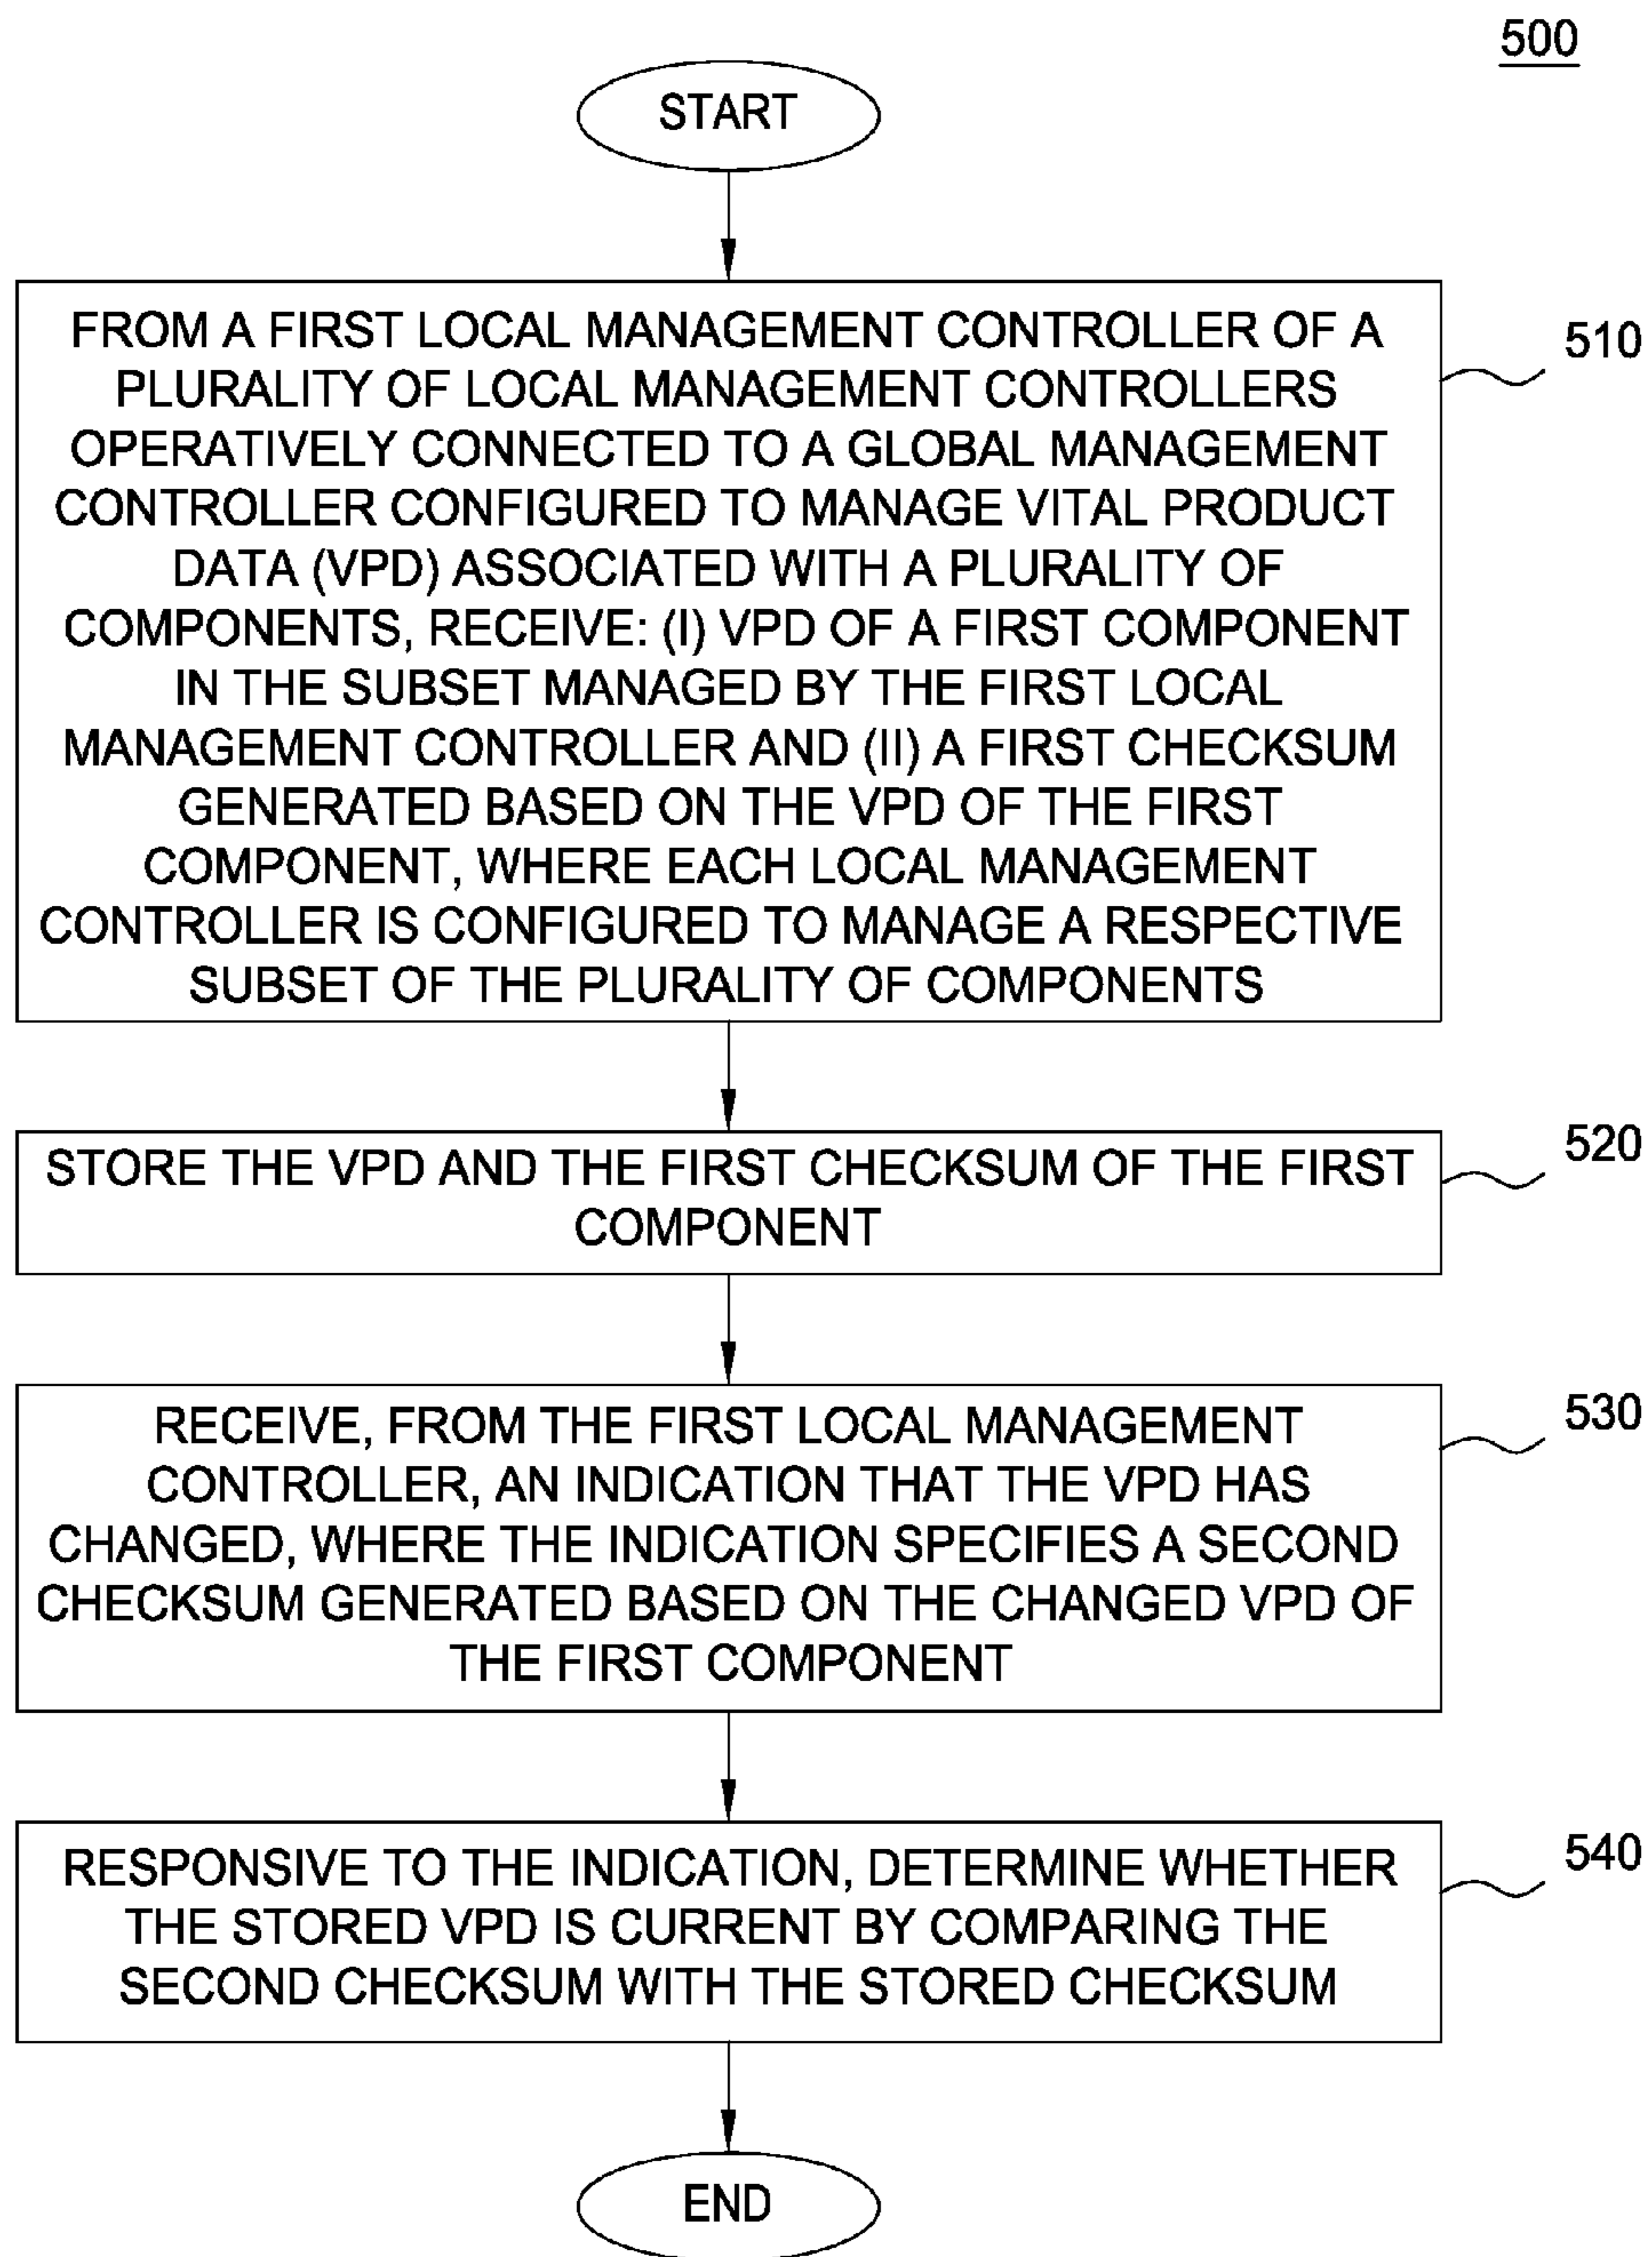 500
START
FROM A FIRST LOCAL MANAGEMENT CONTROLLER OF A
PLURALITY OF LOCAL MANAGEMENT CONTROLLERS
OPERATIVELY CONNECTED TO A GLOBAL MANAGEMENT
CONTROLLER CONFIGURED TO MANAGE VITAL PRODUCT
DATA (VPD) ASSOCIATED WITH A PLURALITY OF
COMPONENTS, RECEIVE: (I) VPD OF A FIRST COMPONENT
IN THE SUBSET MANAGED BY THE FIRST LOCAL
MANAGEMENT CONTROLLER AND (II) A FIRST CHECKSUM
GENERATED BASED ON THE VPD OF THE FIRST
COMPONENT, WHERE EACH LOCAL MANAGEMENT
CONTROLLER IS CONFIGURED TO MANAGE A RESPECTIVE
SUBSET OF THE PLURALITY OF COMPONENTS
510
STORE THE VPD AND THE FIRST CHECKSUM OF THE FIRST
COMPONENT
520
RECEIVE, FROM THE FIRST LOCAL MANAGEMENT
CONTROLLER, AN INDICATION THAT THE VPD HAS
CHANGED, WHERE THE INDICATION SPECIFIES A SECOND
CHECKSUM GENERATED BASED ON THE CHANGED VPD OF
THE FIRST COMPONENT
530
RESPONSIVE TO THE INDICATION, DETERMINE WHETHER
THE STORED VPD IS CURRENT BY COMPARING THE
SECOND CHECKSUM WITH THE STORED CHECKSUM
540
END